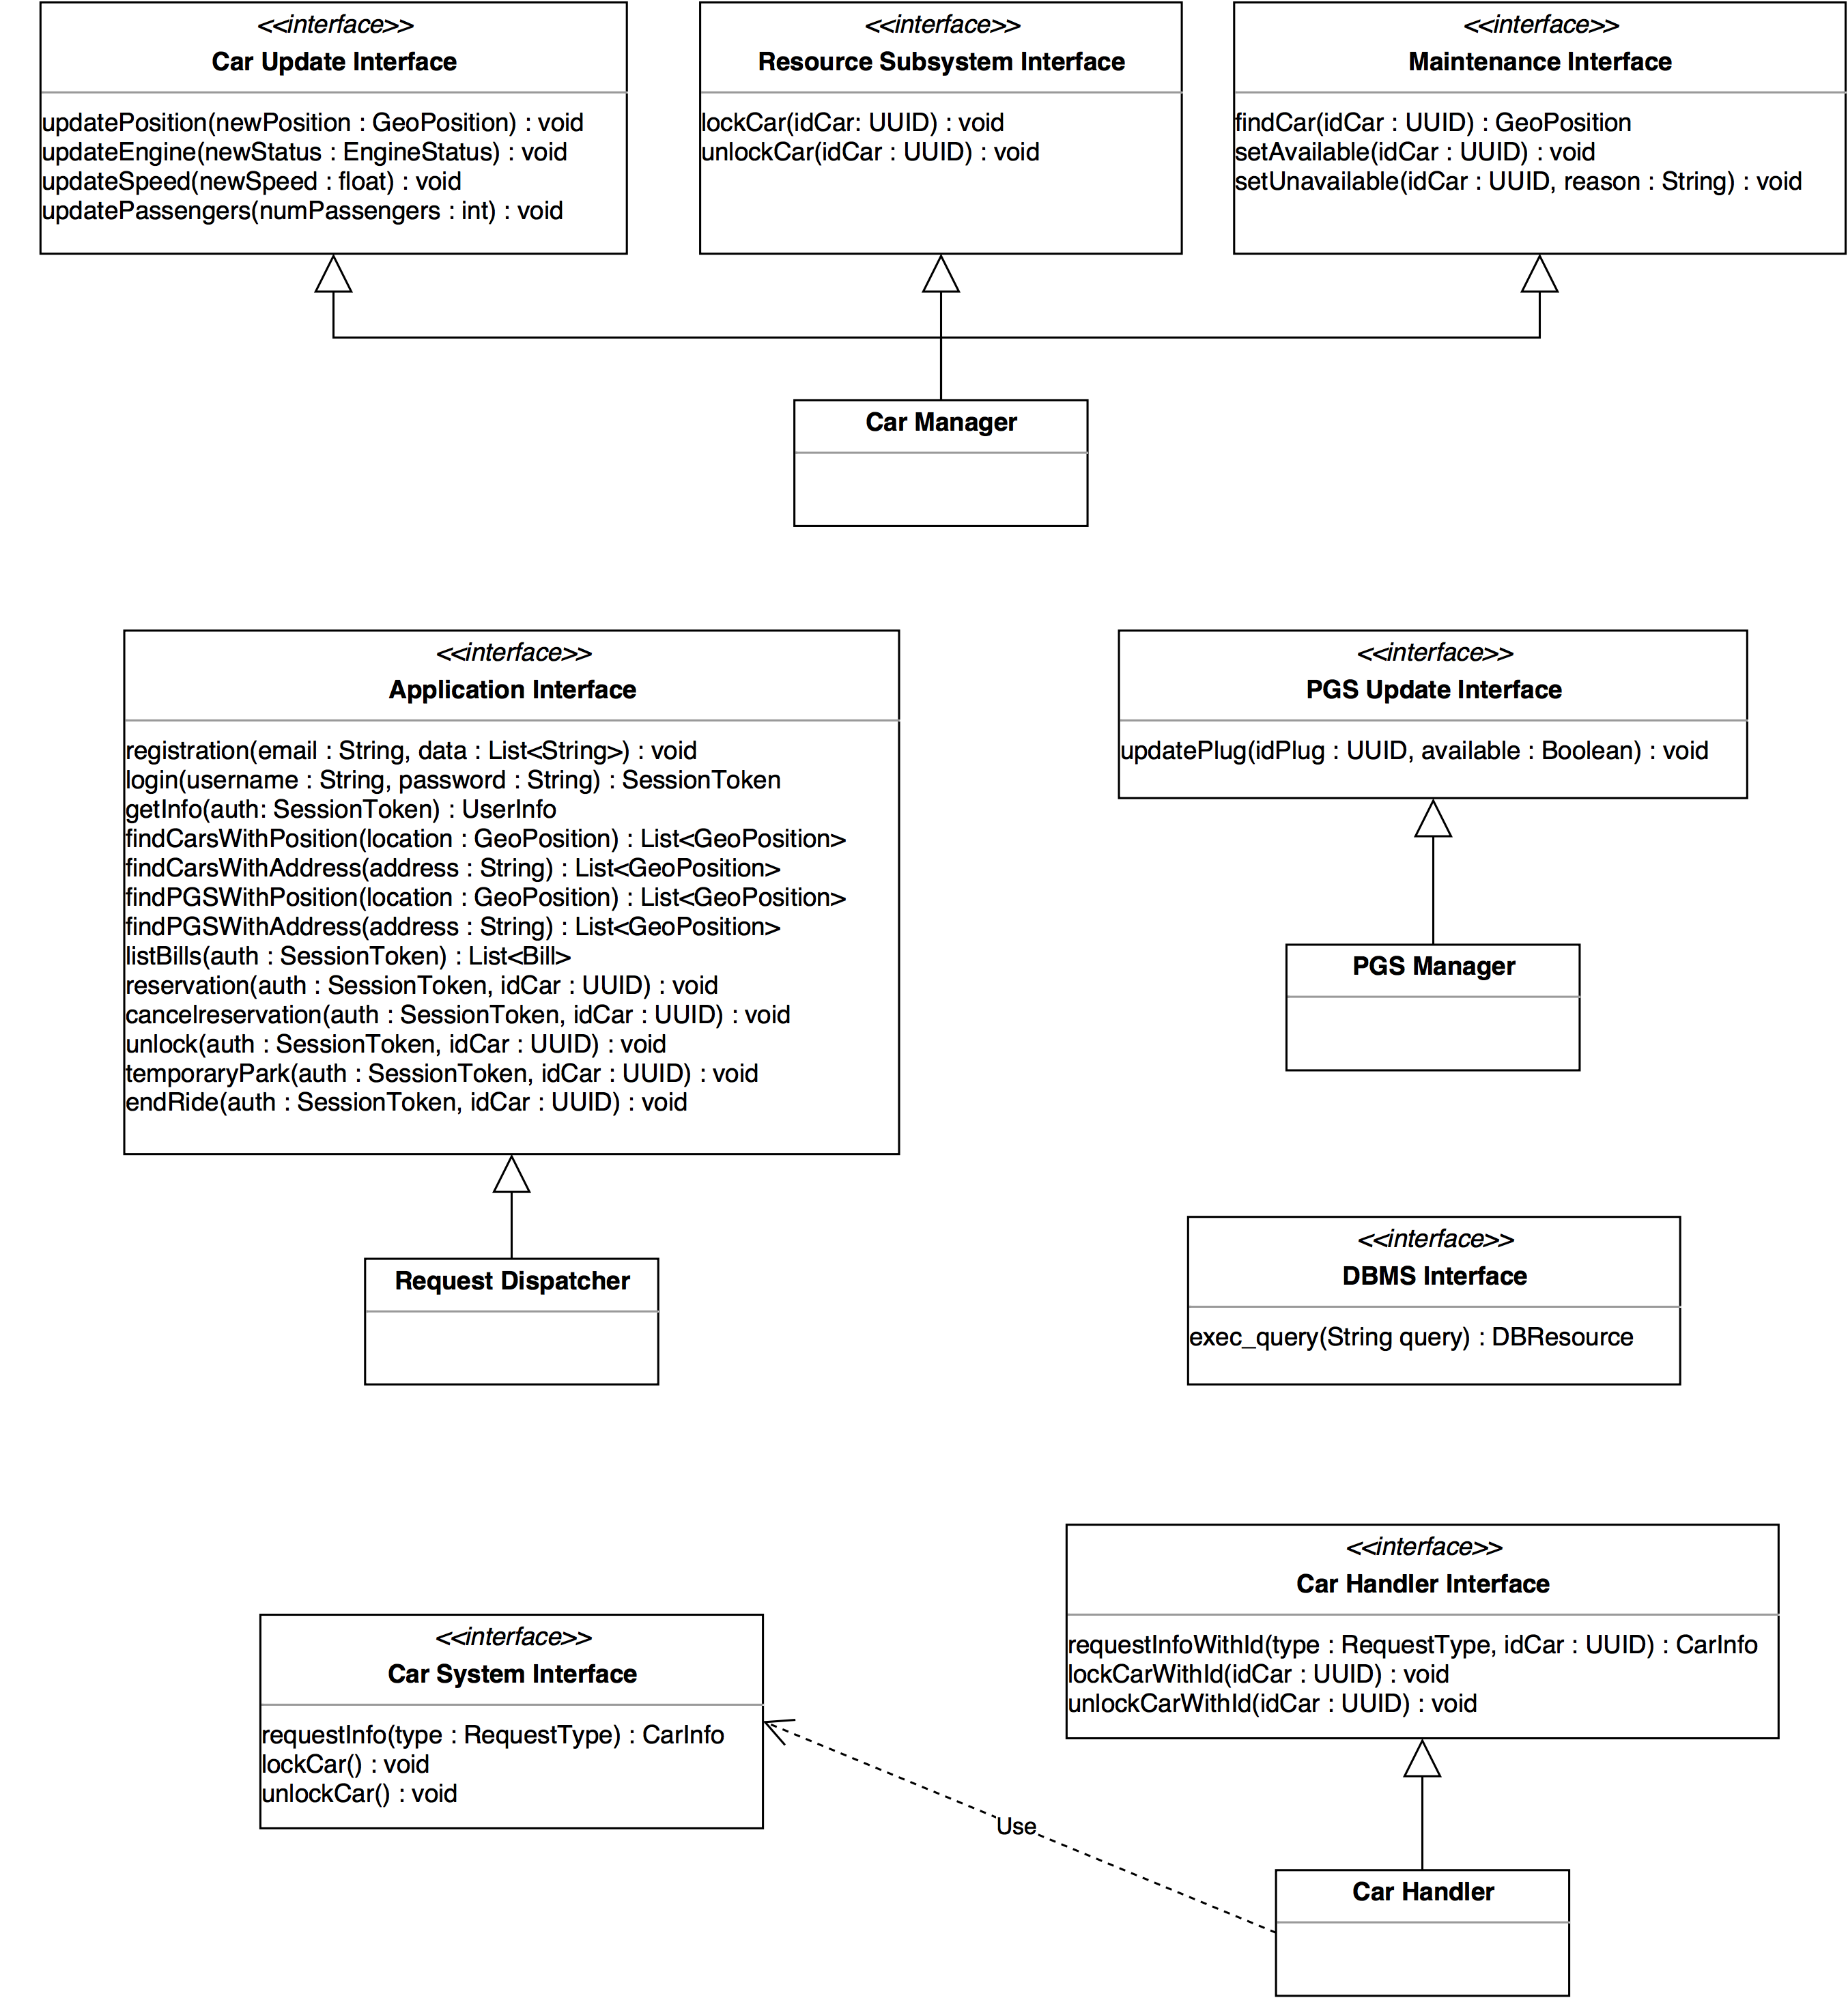 <<interface>>
Car Update Interface
updatePosition(newPosition : GeoPosition) : void
updateEngine(newStatus : EngineStatus) : void
updateSpeed(newSpeed : float) : void
updatePassengers(numPassengers : int) : void
<<interface>>
Resource Subsystem Interface
lockCar(idCar: UUID) : void
unlockCar(idCar : UUID) : void
<<interface>>
Maintenance Interface
findCar(idCar : UUID) : GeoPosition
setAvailable(idCar : UUID) : void
setUnavailable(idCar : UUID, reason : String) : void
Car Manager
<<interface>>
Application Interface
registration(email : String, data : List<String>) : void
login(username : String, password : String) : SessionToken
getInfo(auth: SessionToken) : UserInfo
findCarsWithPosition(location : GeoPosition) : List<GeoPosition>
findCarsWithAddress(address : String) : List<GeoPosition>
findPGSWithPosition(location : GeoPosition) : List<GeoPosition>
findPGSWithAddress(address : String) : List<GeoPosition>
listBills(auth : SessionToken) : List<Bill>
reservation(auth : SessionToken, idCar : UUID) : void
cancelreservation(auth : SessionToken, idCar : UUID) : void
unlock(auth : SessionToken, idCar : UUID) : void
temporaryPark(auth : SessionToken, idCar : UUID) : void
endRide(auth : SessionToken, idCar : UUID) : void
Request Dispatcher
<<interface>>
PGS Update Interface
updatePlug(idPlug : UUID, available : Boolean) : void
PGS Manager
<<interface>>
DBMS Interface
exec_query(String query) : DBResource
<<interface>>
Car System Interface
requestInfo(type : RequestType) : CarInfo
lockCar() : void
unlockCar() : void
<<interface>>
Car Handler Interface
requestInfoWithId(type : RequestType, idCar : UUID) : CarInfo
lockCarWithId(idCar : UUID) : void
unlockCarWithId(idCar : UUID) : void
Use
Car Handler